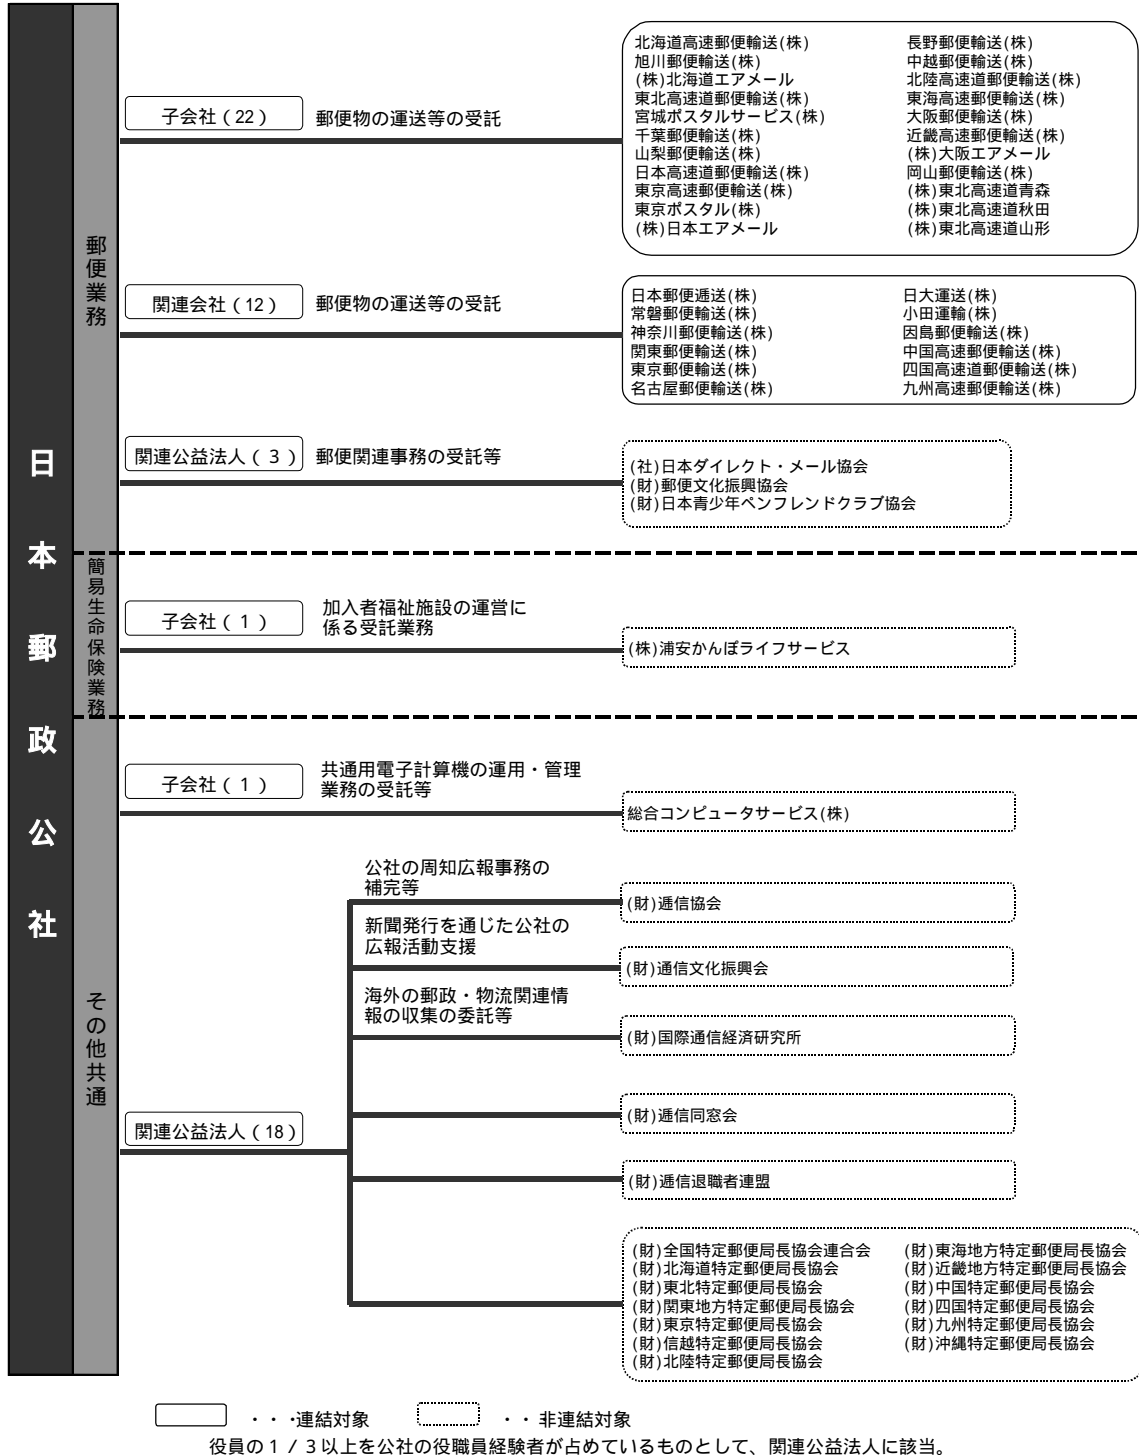 日本郵政公社
郵便業務
子会社(22)
郵便物の運送等の受託
北海道高速郵便輸送(株)
旭川郵便輸送(株)
(株)北海道エアメール
東北高速道郵便輸送(株)
宮城ポスタルサービス(株)
千葉郵便輸送(株)
山梨郵便輸送(株)
日本高速道郵便輸送(株)
東京高速郵便輸送(株)
東京ポスタル(株)
(株)日本エアメール
長野郵便輸送(株)
中越郵便輸送(株)
北陸高速道郵便輸送(株)
東海高速郵便輸送(株)
大阪郵便輸送(株)
近畿高速郵便輸送(株)
(株)大阪エアメール
岡山郵便輸送(株)
(株)東北高速道青森
(株)東北高速道秋田
(株)東北高速道山形
関連会社(12)
郵便物の運送等の受託
日本郵便逓送(株)
常磐郵便輸送(株)
神奈川郵便輸送(株)
関東郵便輸送(株)
東京郵便輸送(株)
名古屋郵便輸送(株)
日大運送(株)
小田運輸(株)
因島郵便輸送(株)
中国高速郵便輸送(株)
四国高速道郵便輸送(株)
九州高速郵便輸送(株)
関連公益法人(3)
郵便関連事務の受託等
(社)日本ダイレクト・メール協会
(財)郵便文化振興協会
(財)日本青少年ペンフレンドクラブ協会
簡易生命保険業務
子会社(1)
加入者福祉施設の運営に
係る受託業務
(株)浦安かんぽライフサービス
その他共通
子会社(1)
共通用電子計算機の運用・管理
業務の受託等
総合コンピュータサービス(株)
関連公益法人(18)
公社の周知広報事務の
補完等
(財)逓信協会
新聞発行を通じた公社の
広報活動支援
(財)通信文化振興会
海外の郵政・物流関連情
報の収集の委託等
(財)国際通信経済研究所
(財)逓信同窓会
(財)逓信退職者連盟
(財)全国特定郵便局長協会連合会
(財)北海道特定郵便局長協会
(財)東北特定郵便局長協会
(財)関東地方特定郵便局長協会
(財)東京特定郵便局長協会
(財)信越特定郵便局長協会
(財)北陸特定郵便局長協会
(財)東海地方特定郵便局長協会
(財)近畿地方特定郵便局長協会
(財)中国特定郵便局長協会
(財)四国特定郵便局長協会
(財)九州特定郵便局長協会
(財)沖縄特定郵便局長協会
・・・連結対象 ・・非連結対象
役員の1/3以上を公社の役職員経験者が占めているものとして、関連公益法人に該当。